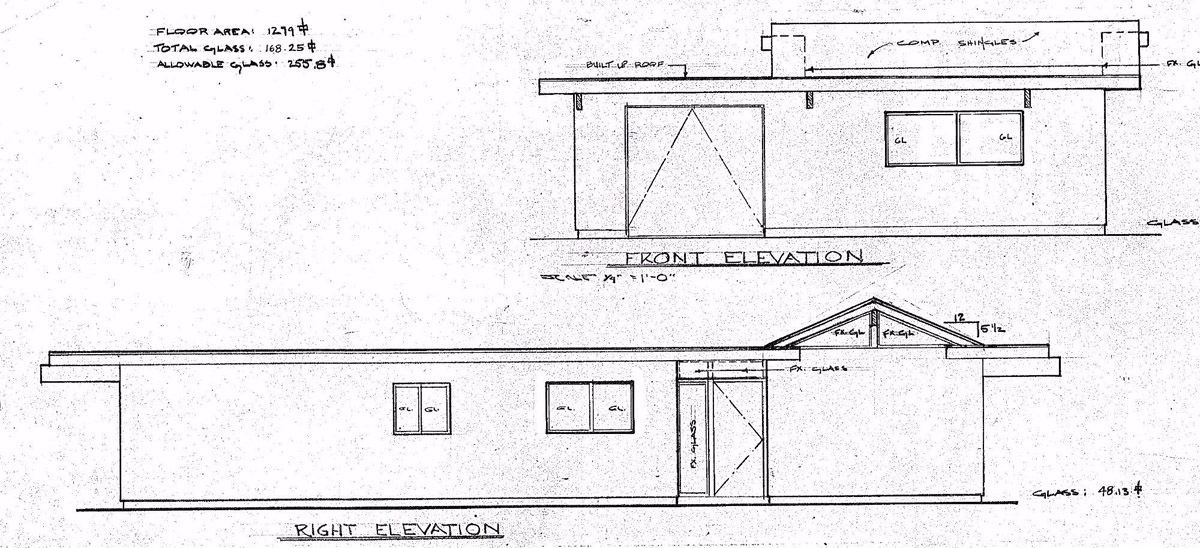 FLOOR AREA: 1279 ⏍
TOTAL GLASS: 168.25 ⏍
ALLOWABLE GLASS: 255.8 ⏍
COMP. SHINGLES
BUILT UP ROOF
FX. GL
GL
GL
GLASS
FRONT ELEVATION
SCALE ¼" = 1'-0"
12
5 1/2
FX. GL
FX. GL
FX. GLASS
GL.
GL.
GL.
GL.
FX. GLASS
GLASS: 48.13 ⏍
RIGHT ELEVATION